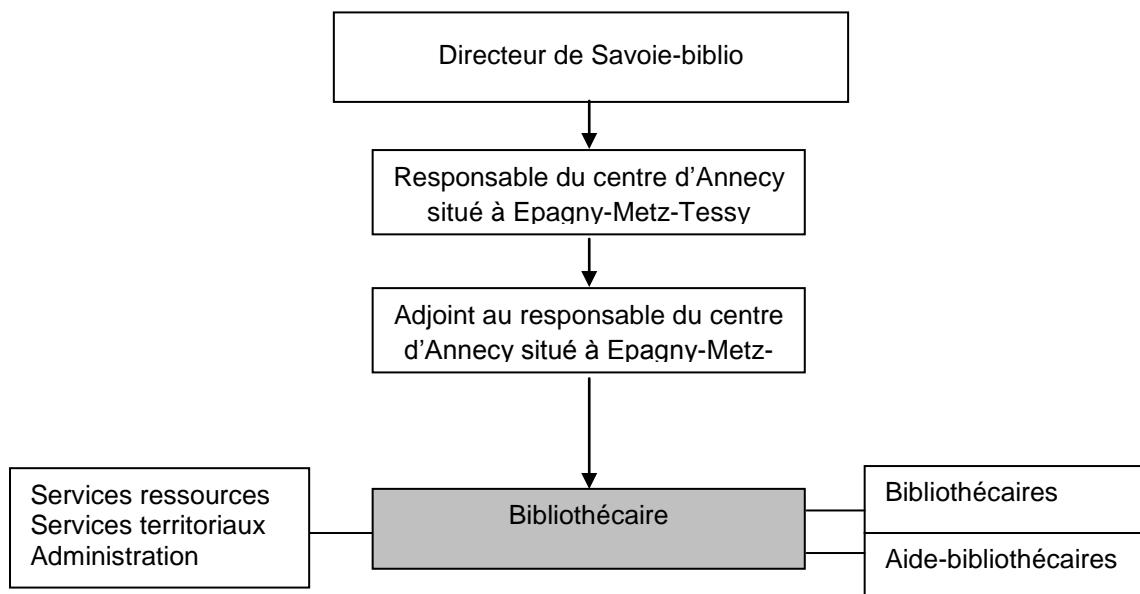 Directeur de Savoie-biblio
Responsable du centre d’Annecy
situé à Epagny-Metz-Tessy
Adjoint au responsable du centre
d’Annecy situé à Epagny-Metz-
Services ressources
Services territoriaux
Administration
Bibliothécaire
Bibliothécaires
Aide-bibliothécaires